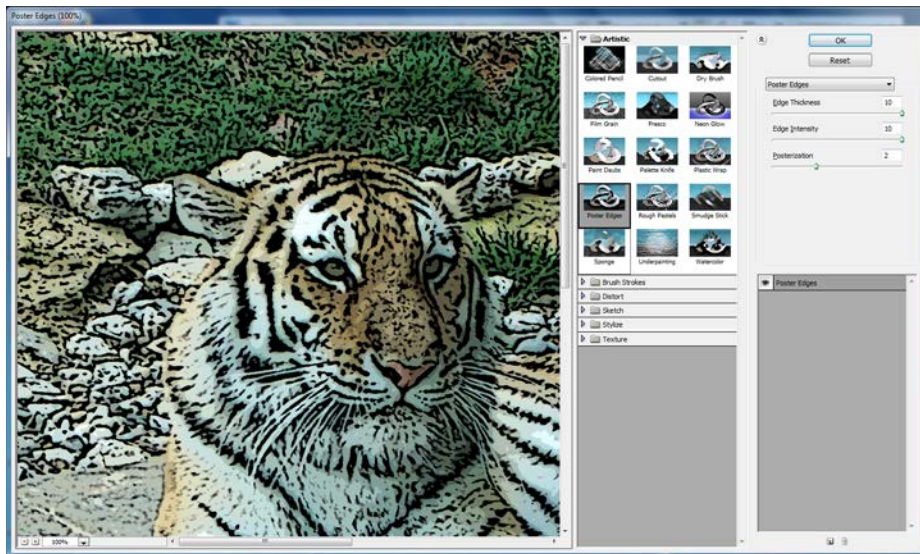 Poster Edges (100%)
Artistic
Colored Pencil
Cutout
Dry Brush
Film Grain
Fresco
Neon Glow
Paint Daubs
Palette Knife
Plastic Wrap
Poster Edges
Rough Pastels
Smudge Stick
Sponge
Underpainting
Watercolor
Brush Strokes
Distort
Sketch
Stylize
Texture
OK
Reset
Poster Edges
Edge Thickness 10
Edge Intensity 10
Posterization 2
Poster Edges
100%